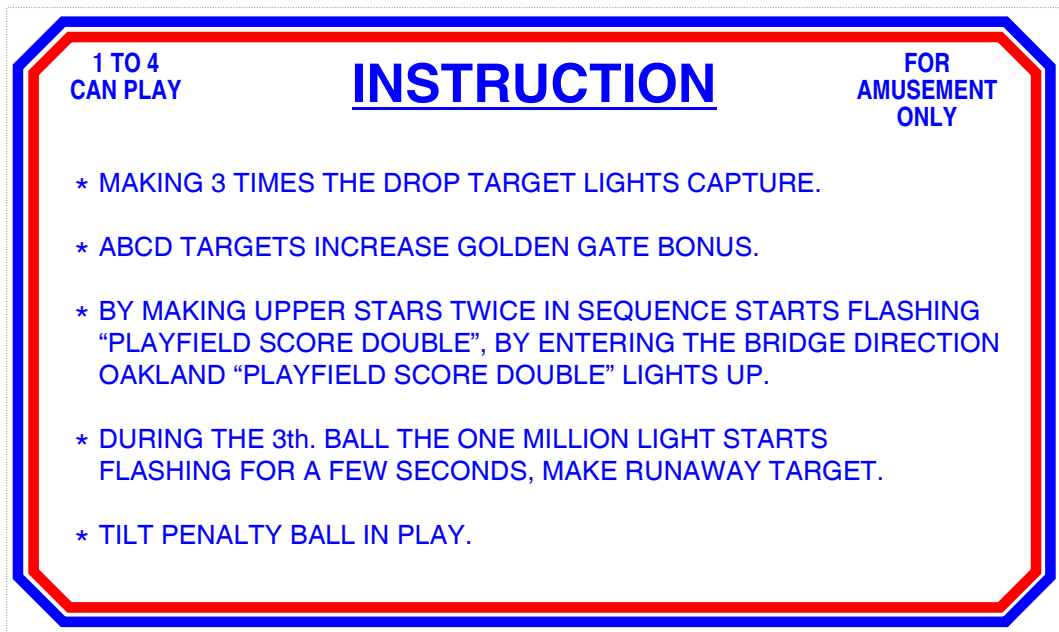 1 TO 4
CAN PLAY
INSTRUCTION
FOR
AMUSEMENT
ONLY
* MAKING 3 TIMES THE DROP TARGET LIGHTS CAPTURE.
* ABCD TARGETS INCREASE GOLDEN GATE BONUS.
* BY MAKING UPPER STARS TWICE IN SEQUENCE STARTS FLASHING
“PLAYFIELD SCORE DOUBLE”, BY ENTERING THE BRIDGE DIRECTION
OAKLAND “PLAYFIELD SCORE DOUBLE” LIGHTS UP.
* DURING THE 3th. BALL THE ONE MILLION LIGHT STARTS
FLASHING FOR A FEW SECONDS, MAKE RUNAWAY TARGET.
* TILT PENALTY BALL IN PLAY.